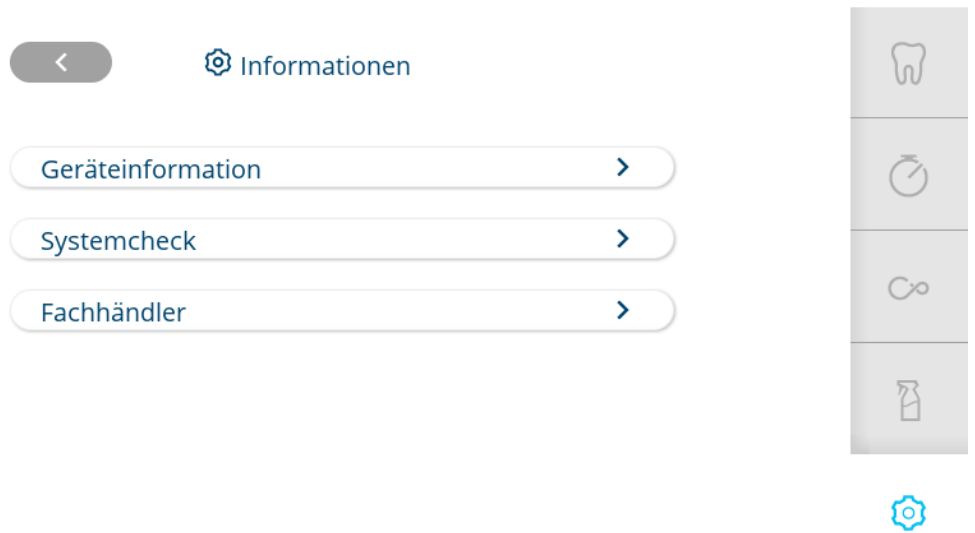 Informationen
Geräteinformation
Systemcheck
Fachhändler